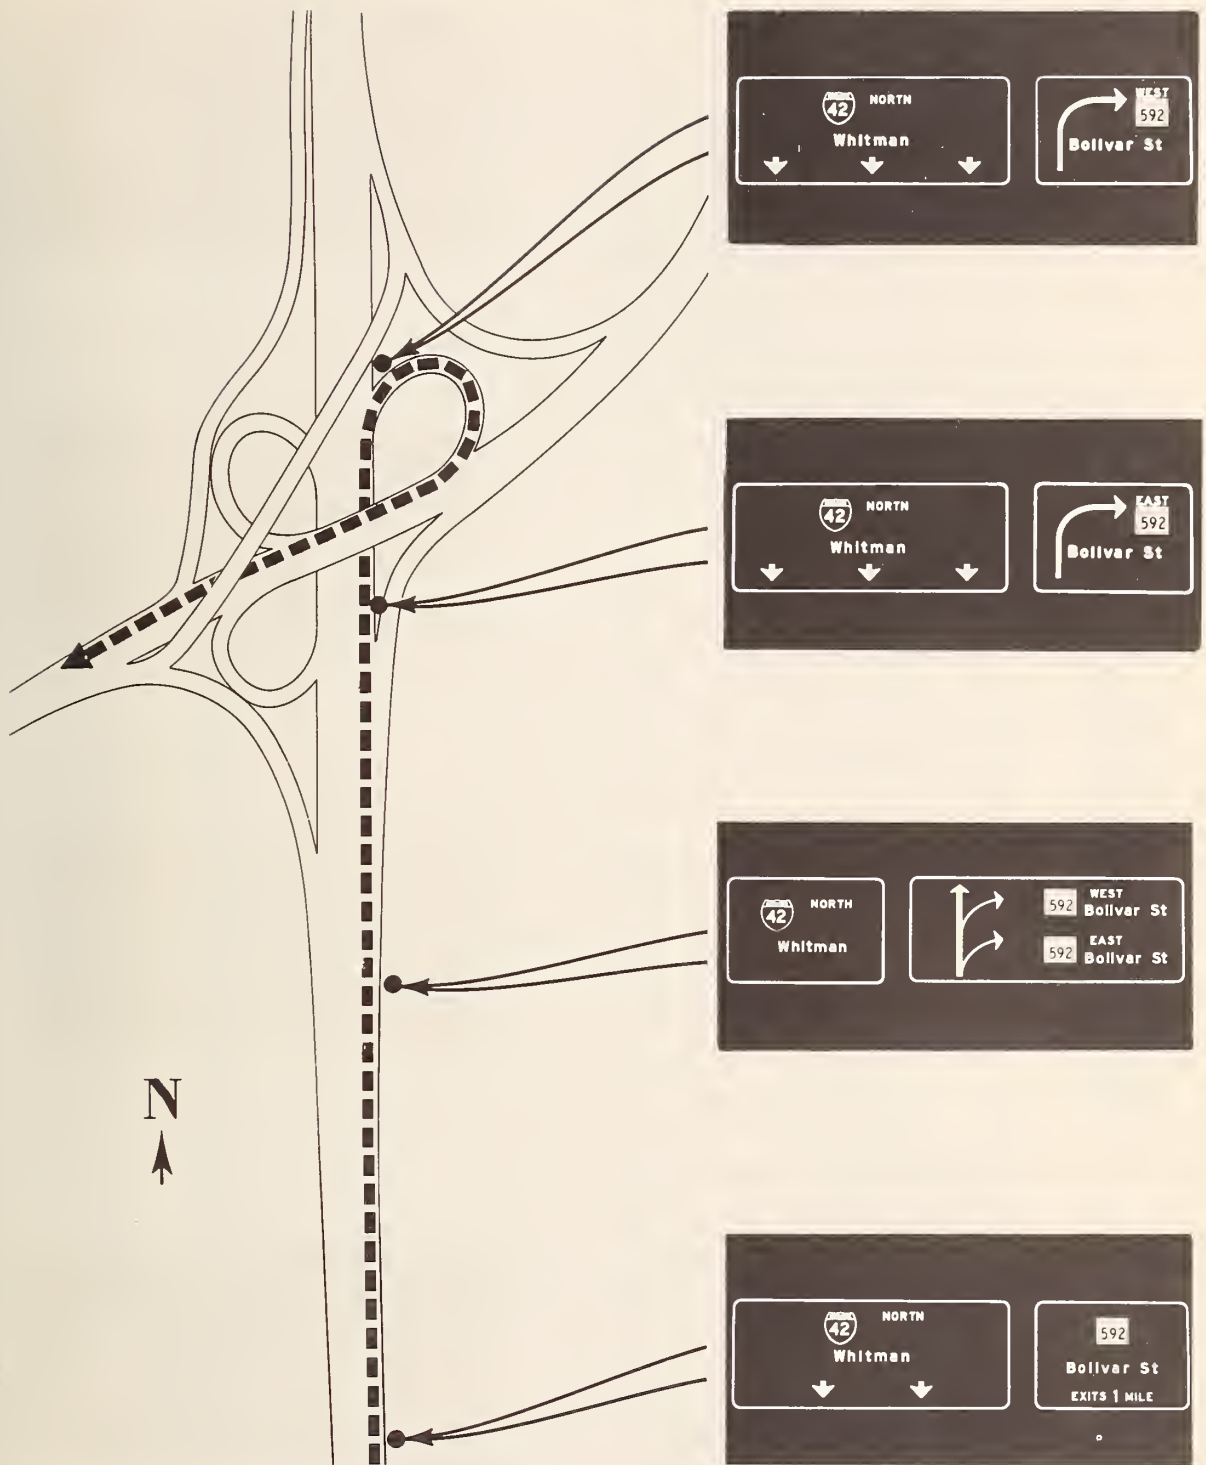 42 NORTH
Whitman
WEST
592
Bolivar St
42 NORTH
Whitman
EAST
592
Bolivar St
42 NORTH
Whitman
592 WEST
Bolivar St
592 EAST
Bolivar St
N
42 NORTH
Whitman
592
Bolivar St
EXITS 1 MILE